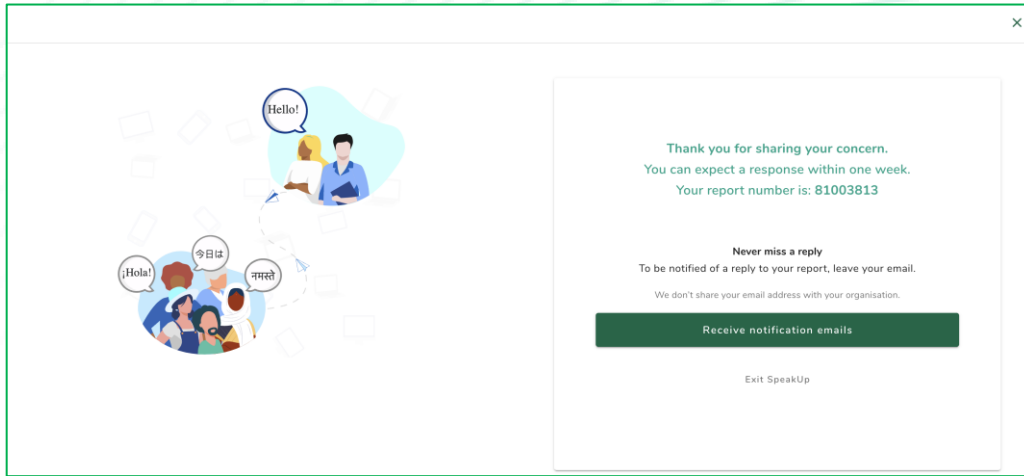 ×
Hello!
今日は
¡Hola!
नमस्ते
Thank you for sharing your concern.
You can expect a response within one week.
Your report number is: 81003813
Never miss a reply
To be notified of a reply to your report, leave your email.
We don't share your email address with your organisation.
Receive notification emails
Exit SpeakUp